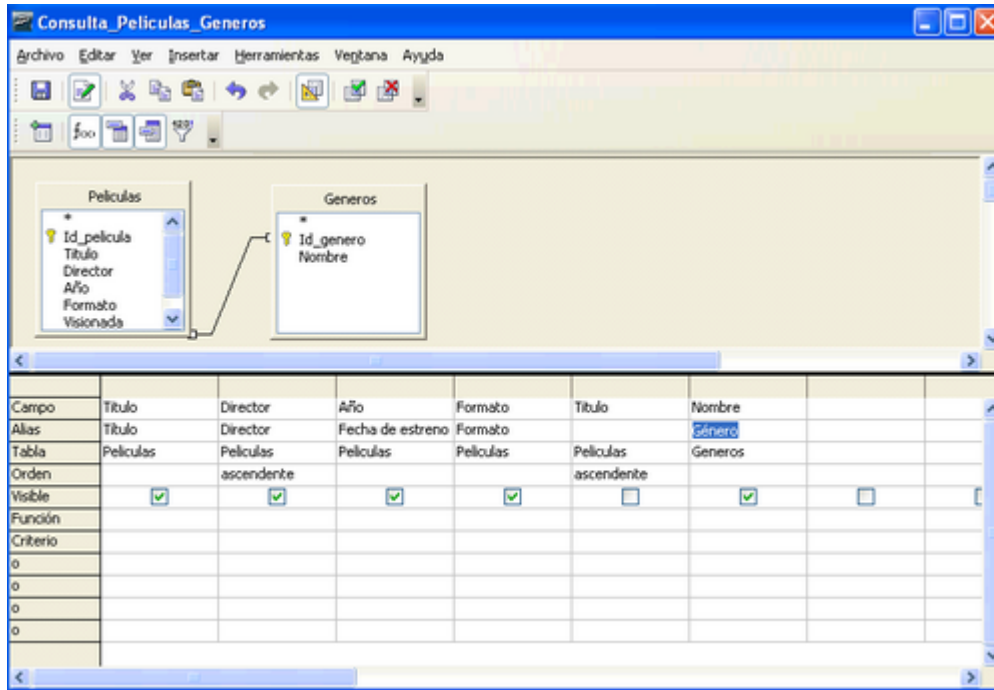 Consulta_Peliculas_Generos
Archivo Editar Ver Insertar Herramientas Ventana Ayuda
Peliculas
*
Id_pelicula
Titulo
Director
Año
Formato
Visionada
Generos
*
Id_genero
Nombre
Campo Titulo Director Año Formato Titulo Nombre
Alias Título Director Fecha de estreno Formato Género
Tabla Peliculas Peliculas Peliculas Peliculas Peliculas Generos
Orden ascendente ascendente
Visible
Función
Criterio
o
o
o
o